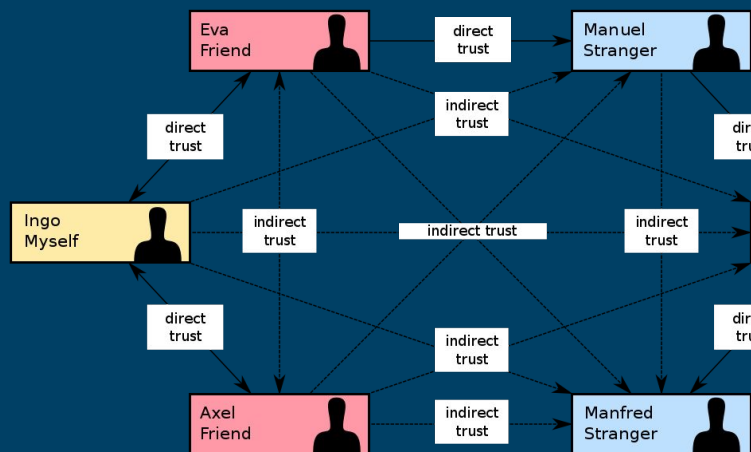 Eva
Friend
direct
trust
Manuel
Stranger
direct
trust
indirect
trust
Ingo
Myself
indirect
trust
indirect trust
indirect
trust
direct
trust
indirect
trust
Axel
Friend
indirect
trust
Manfred
Stranger